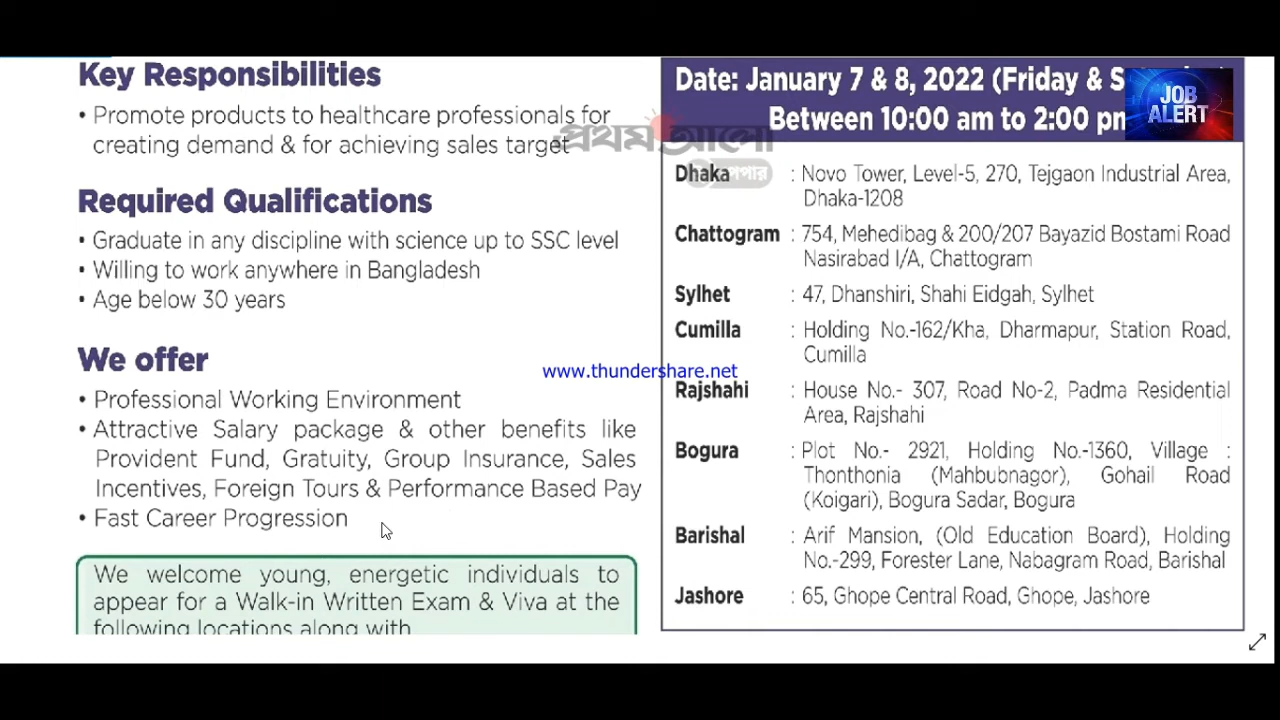 Key Responsibilities
• Promote products to healthcare professionals for
creating demand & for achieving sales target
Required Qualifications
• Graduate in any discipline with science up to SSC level
• Willing to work anywhere in Bangladesh
• Age below 30 years
We offer
• Professional Working Environment
• Attractive Salary package & other benefits like
Provident Fund, Gratuity, Group Insurance, Sales
Incentives, Foreign Tours & Performance Based Pay
• Fast Career Progression
We welcome young, energetic individuals to
appear for a Walk-in Written Exam & Viva at the
following locations along with
Date: January 7 & 8, 2022 (Friday &
Between 10:00 am to 2:00 pm
JOB
ALERT
প্রথম আলো
Dhaka : Novo Tower, Level-5, 270, Tejgaon Industrial Area,
Dhaka-1208
Chattogram : 754, Mehedibag & 200/207 Bayazid Bostami Road
Nasirabad I/A, Chattogram
Sylhet : 47, Dhanshiri, Shahi Eidgah, Sylhet
Cumilla : Holding No.-162/Kha, Dharmapur, Station Road,
Cumilla
www.thundershare.net
Rajshahi : House No.- 307, Road No-2, Padma Residential
Area, Rajshahi
Bogura : Plot No.- 2921, Holding No.-1360, Village :
Thonthonia (Mahbubnagor), Gohail Road
(Koigari), Bogura Sadar, Bogura
Barishal : Arif Mansion, (Old Education Board), Holding
No.-299, Forester Lane, Nabagram Road, Barishal
Jashore : 65, Ghope Central Road, Ghope, Jashore